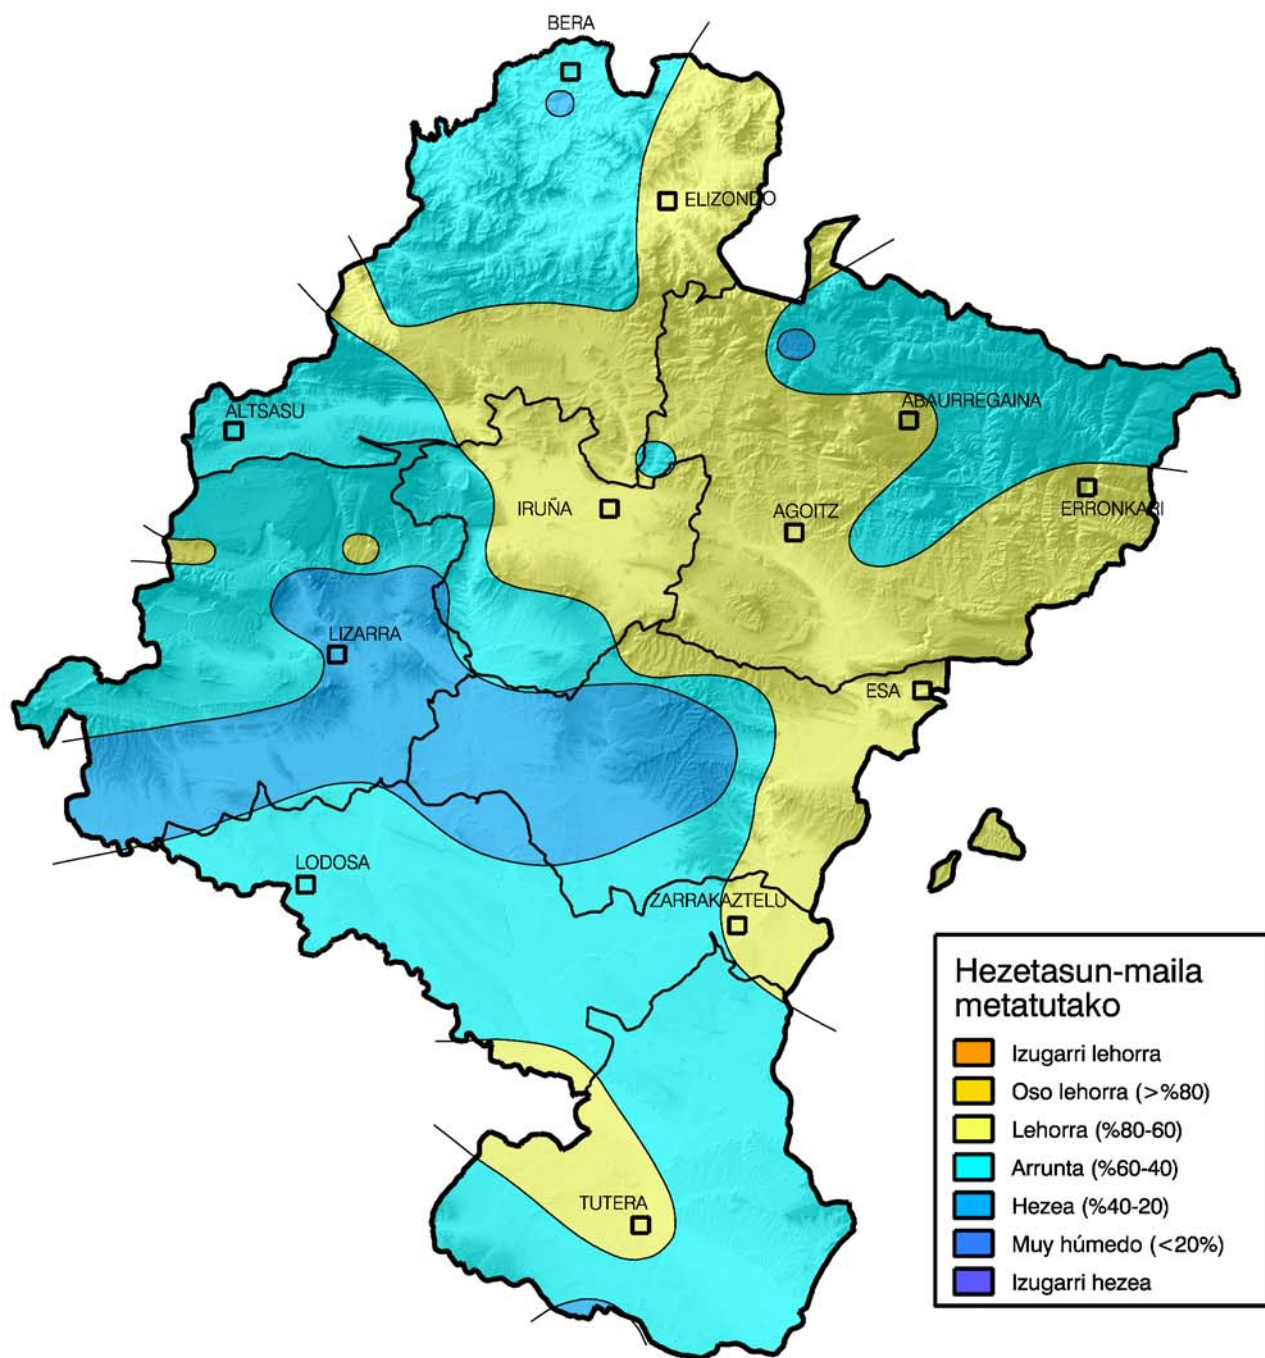 BERA
ELIZONDO
ALTSASU
ABAURREGAINA
IRUÑA
AGOITZ
ERRONKARI
LIZARRA
ESA
LODOSA
ZARRAKAZTELU
TUTERA
Hezetasun-maila
metatutako
Izugarri lehorra
Oso lehorra (>%80)
Lehorra (%80-60)
Arrunta (%60-40)
Hezea (%40-20)
Muy húmedo (<20%)
Izugarri hezea